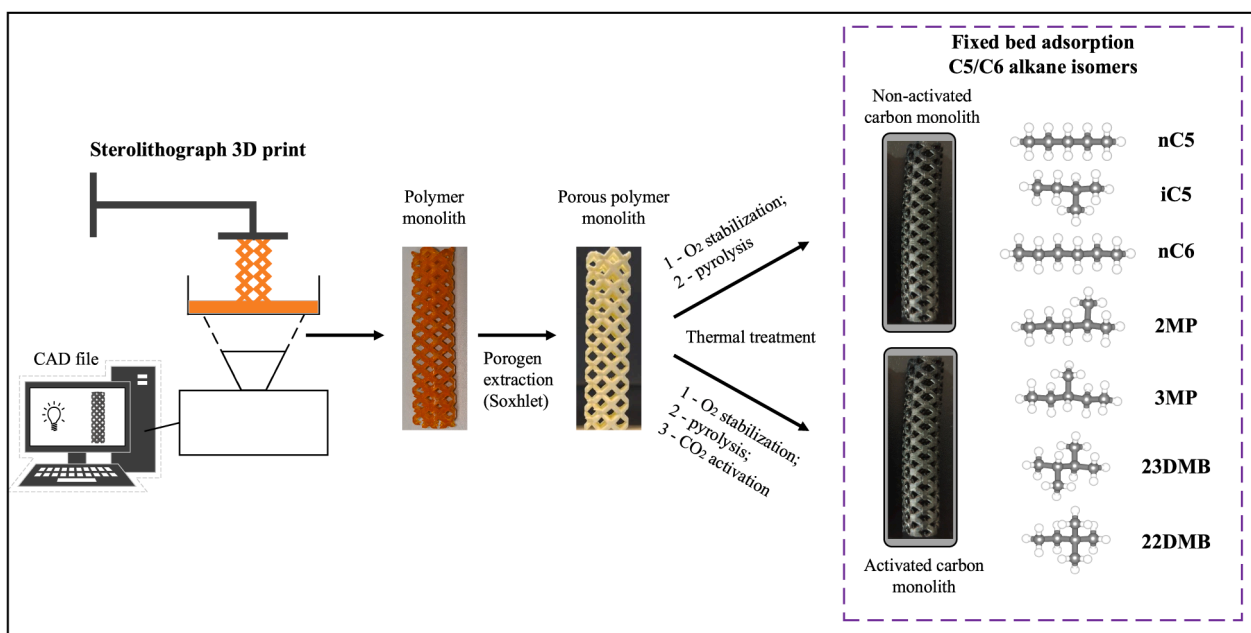 Sterolithograph 3D print
CAD file
Polymer
monolith
Porogen
extraction
(Soxhlet)
Porous polymer
monolith
1 - O₂ stabilization;
2 - pyrolysis
Thermal treatment
1 - O₂ stabilization;
2 - pyrolysis;
3 - CO₂ activation
Fixed bed adsorption
C5/C6 alkane isomers
Non-activated
carbon monolith
Activated carbon
monolith
nC5
iC5
nC6
2MP
3MP
23DMB
22DMB